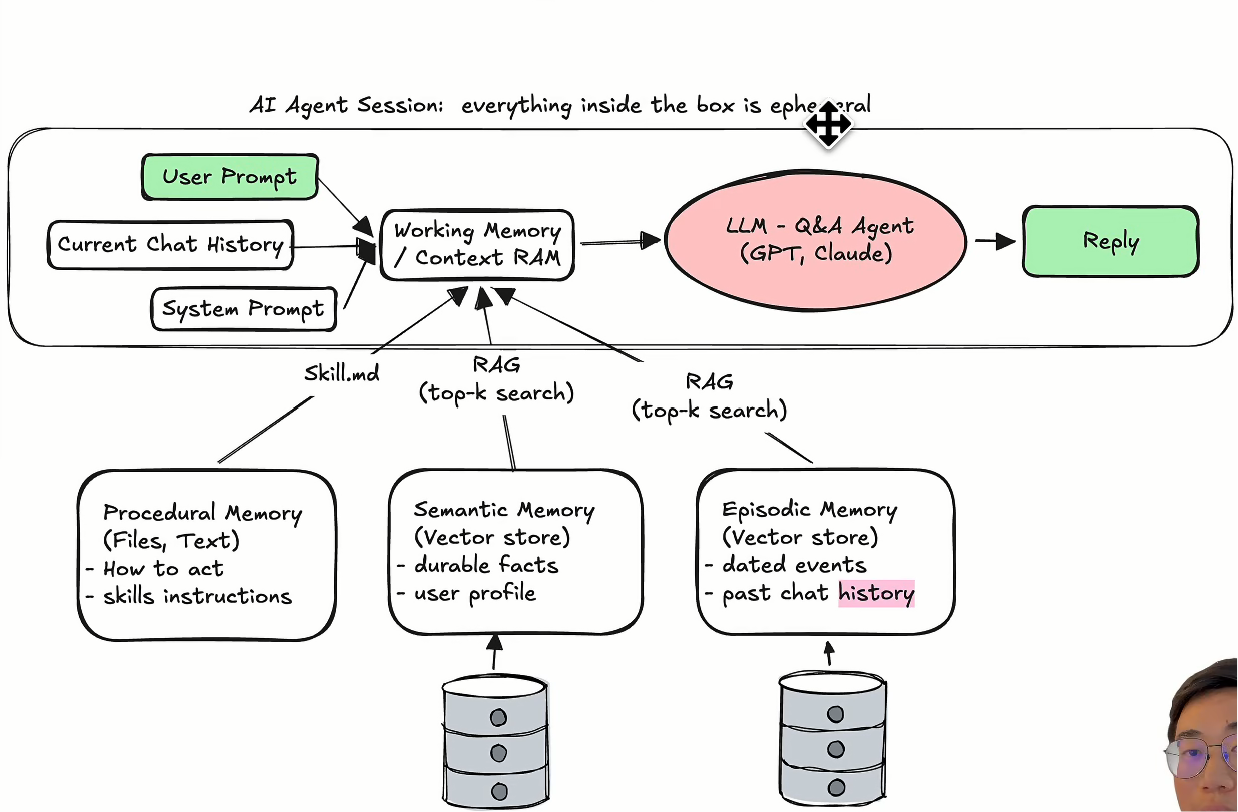 AI Agent Session: everything inside the box is ephemeral
User Prompt
Current Chat History
System Prompt
Working Memory
/ Context RAM
LLM - Q&A Agent
(GPT, Claude)
Reply
Skill.md
RAG
(top-k search)
RAG
(top-k search)
Procedural Memory
(Files, Text)
- How to act
- skills instructions
Semantic Memory
(Vector store)
- durable facts
- user profile
Episodic Memory
(Vector store)
- dated events
- past chat history